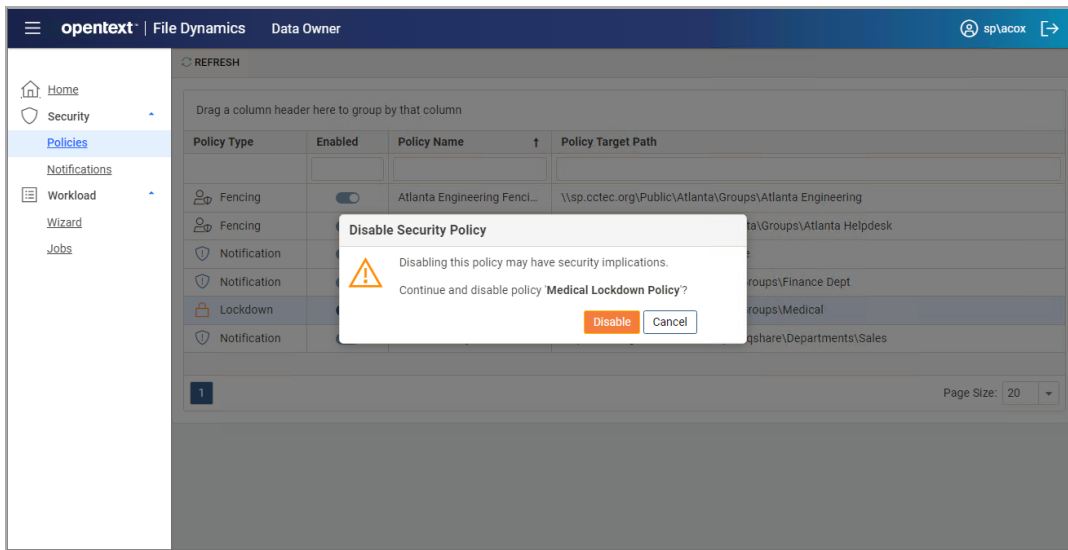 opentext™ | File Dynamics Data Owner sp\acox
REFRESH
Home
Security
Policies
Notifications
Workload
Wizard
Jobs
Drag a column header here to group by that column
Policy Type Enabled Policy Name ↑ Policy Target Path
Fencing Atlanta Engineering Fenci... \\sp.cctec.org\Public\Atlanta\Groups\Atlanta Engineering
Fencing ta\Groups\Atlanta Helpdesk
Notification
Notification roups\Finance Dept
Lockdown roups\Medical
Notification qshare\Departments\Sales
Disable Security Policy
Disabling this policy may have security implications.
Continue and disable policy 'Medical Lockdown Policy'?
Disable Cancel
1 Page Size: 20